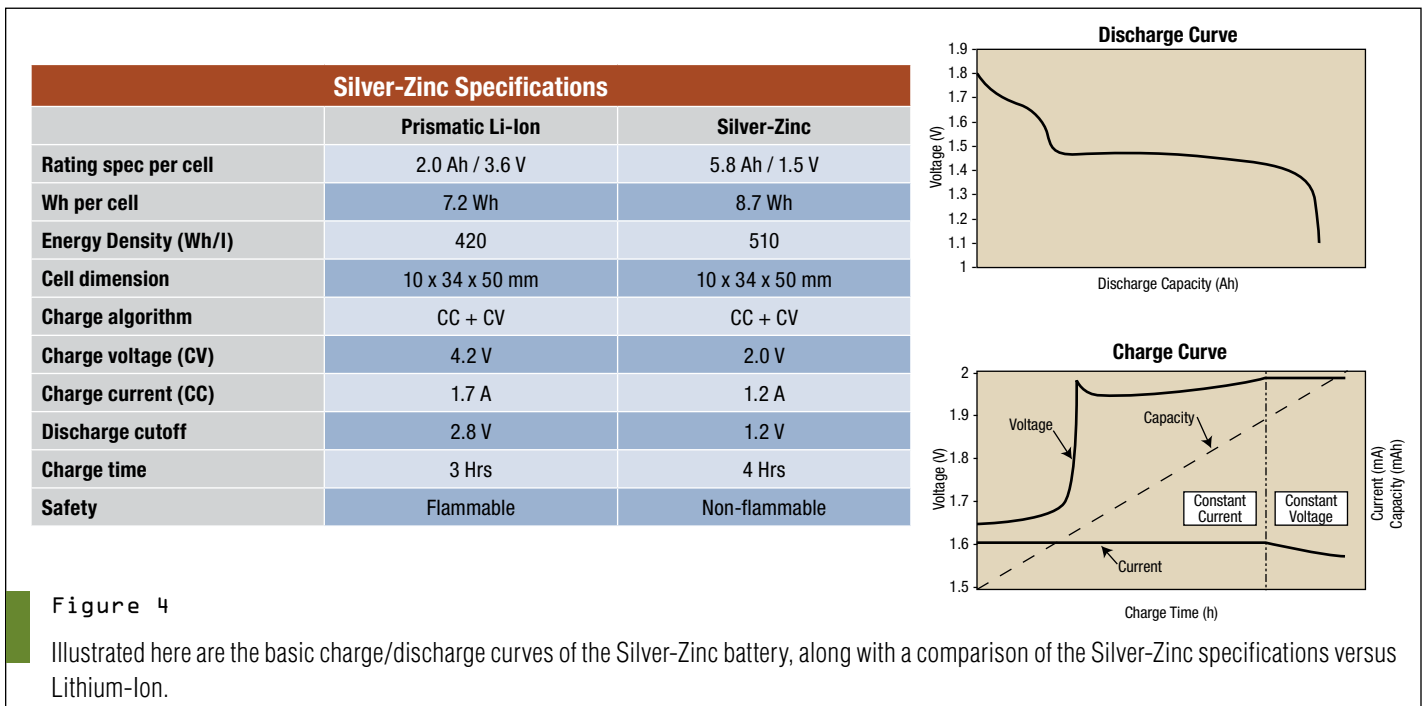 Silver-Zinc Specifications
Prismatic Li-Ion Silver-Zinc
Rating spec per cell 2.0 Ah / 3.6 V 5.8 Ah / 1.5 V
Wh per cell 7.2 Wh 8.7 Wh
Energy Density (Wh/l) 420 510
Cell dimension 10 x 34 x 50 mm 10 x 34 x 50 mm
Charge algorithm CC + CV CC + CV
Charge voltage (CV) 4.2 V 2.0 V
Charge current (CC) 1.7 A 1.2 A
Discharge cutoff 2.8 V 1.2 V
Charge time 3 Hrs 4 Hrs
Safety Flammable Non-flammable
Discharge Curve
Voltage (V)
1.9
1.8
1.7
1.6
1.5
1.4
1.3
1.2
1.1
1
Discharge Capacity (Ah)
Charge Curve
Voltage (V)
2
1.9
1.8
1.7
1.6
1.5
Voltage
Capacity
Constant
Current
Constant
Voltage
Current
Current (mA)
Capacity (mAh)
Charge Time (h)
Figure 4
Illustrated here are the basic charge/discharge curves of the Silver-Zinc battery, along with a comparison of the Silver-Zinc specifications versus
Lithium-Ion.